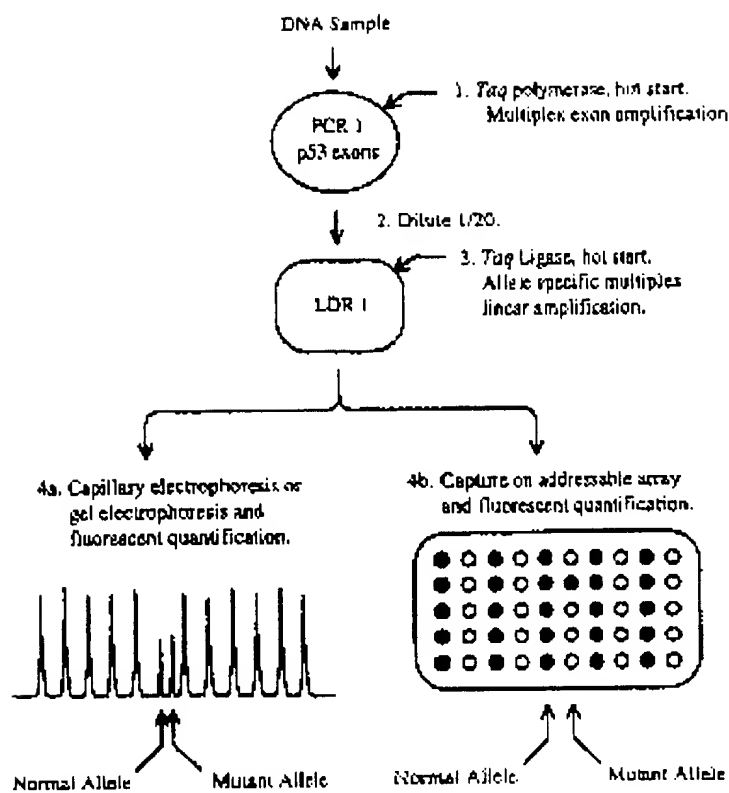 DNA Sample
1. Taq polymerase, hot start.
Multiplex exon amplification
PCR 1
p53 exons
2. Dilute 1/20.
3. Taq Ligase, hot start.
Allele specific multiplex
linear amplification.
LDR 1
4a. Capillary electrophoresis or
gel electrophoresis and
fluorescent quantification.
4b. Capture on addressable array
and fluorescent quantification.
Normal Allele
Mutant Allele
Normal Allele
Mutant Allele